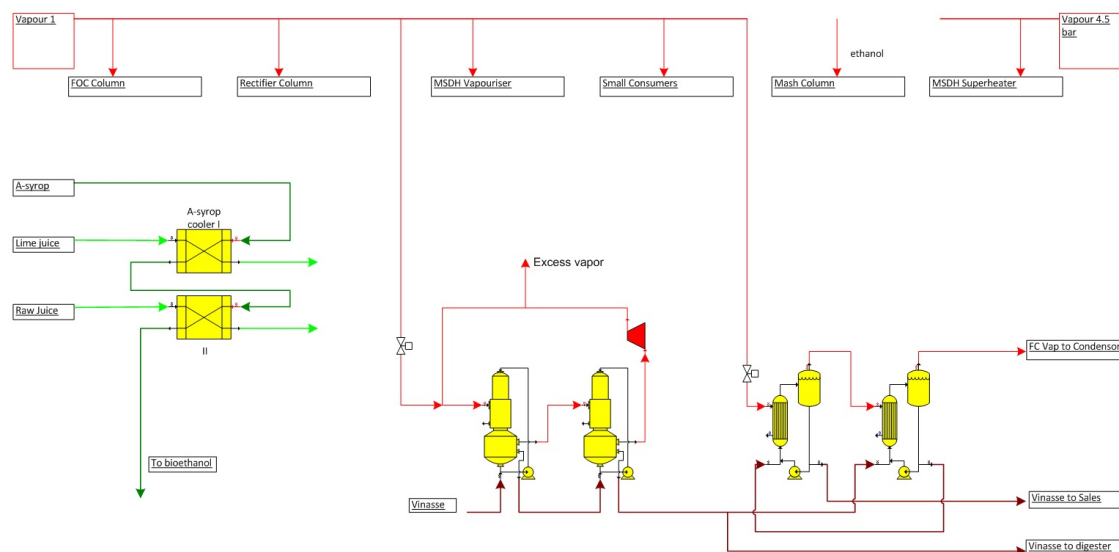 Vapour 1
Vapour 4.5
bar
ethanol
FOC Column
Rectifier Column
MSDH Vapouriser
Small Consumers
Mash Column
MSDH Superheater
A-syrop
A-syrop
cooler I
Lime juice
Excess vapor
Raw Juice
II
FC Vap to Condensor
To bioethanol
Vinasse
Vinasse to Sales
Vinasse to digester